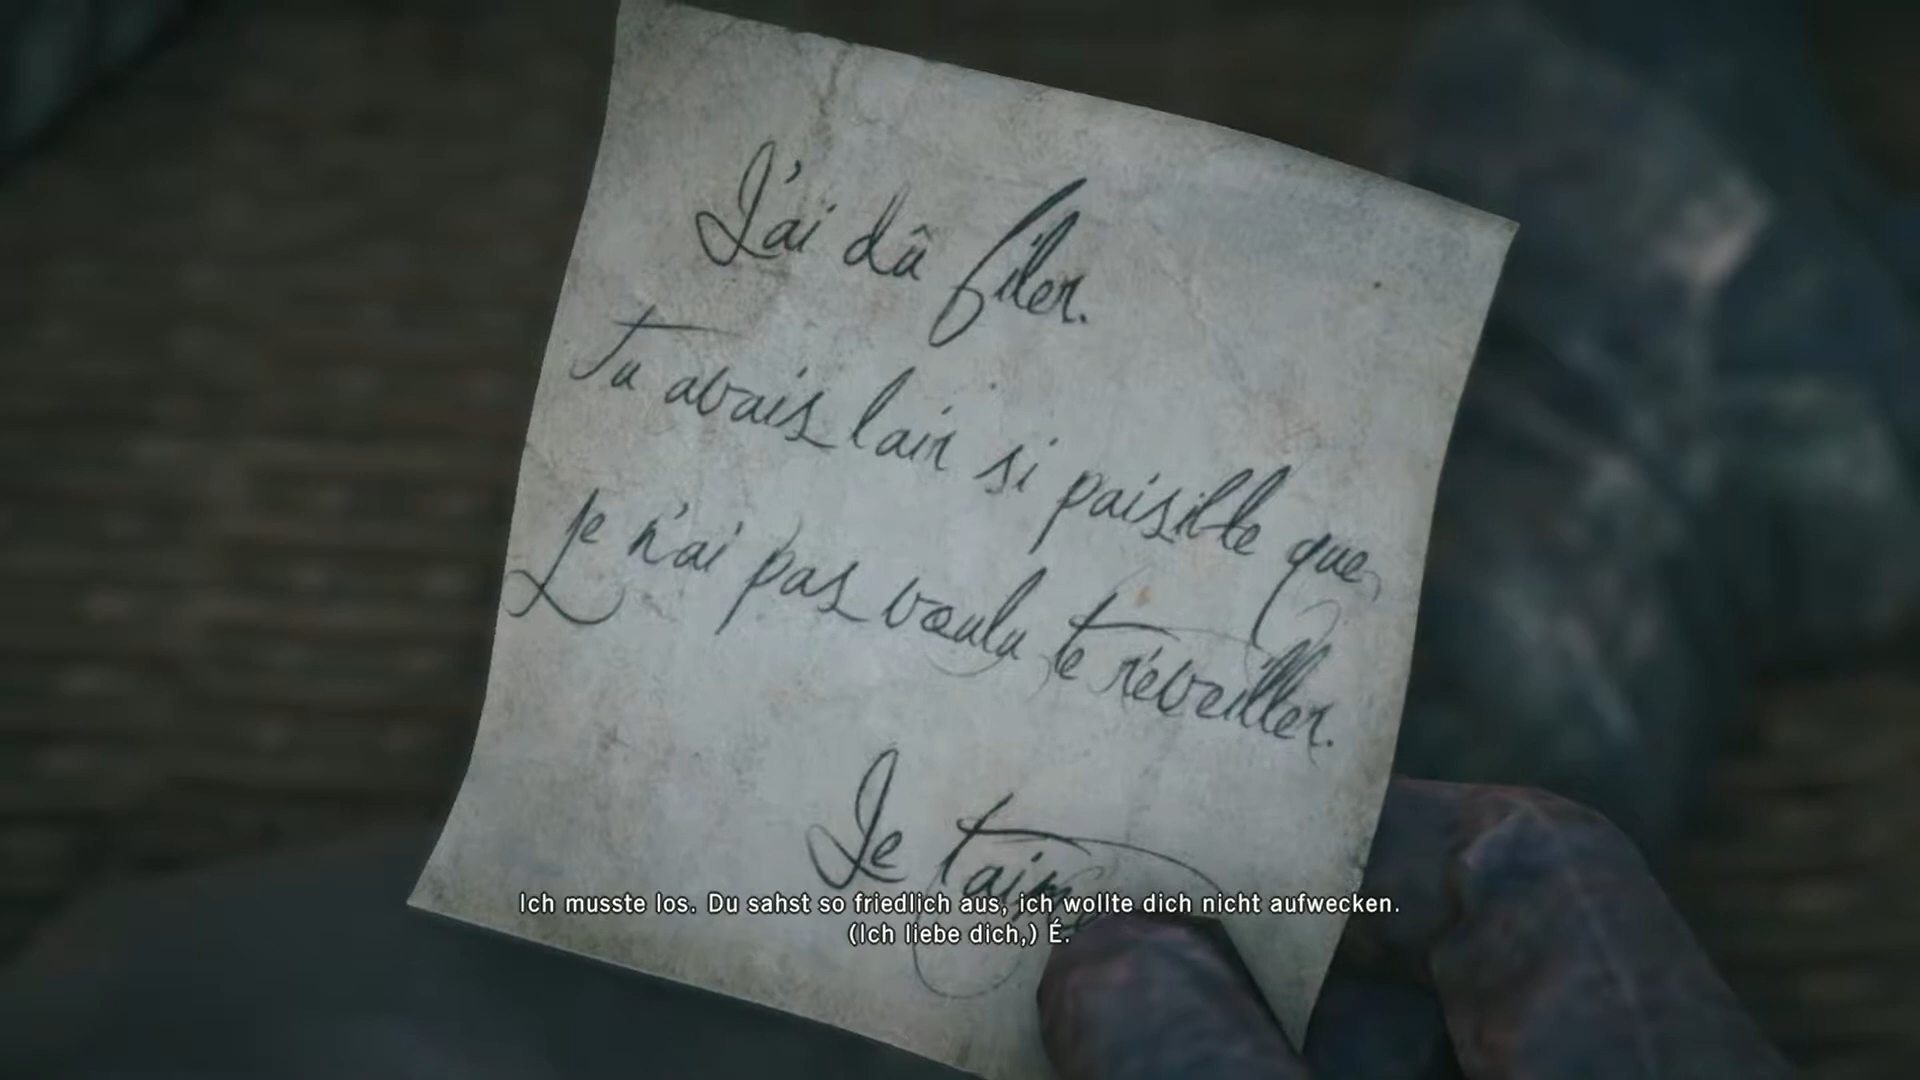 J'ai dû filer.
Tu avais l'air si paisible que
je n'ai pas voulu te réveiller.
Je t'aime
Ich musste los. Du sahst so friedlich aus, ich wollte dich nicht aufwecken.
(Ich liebe dich,) É.